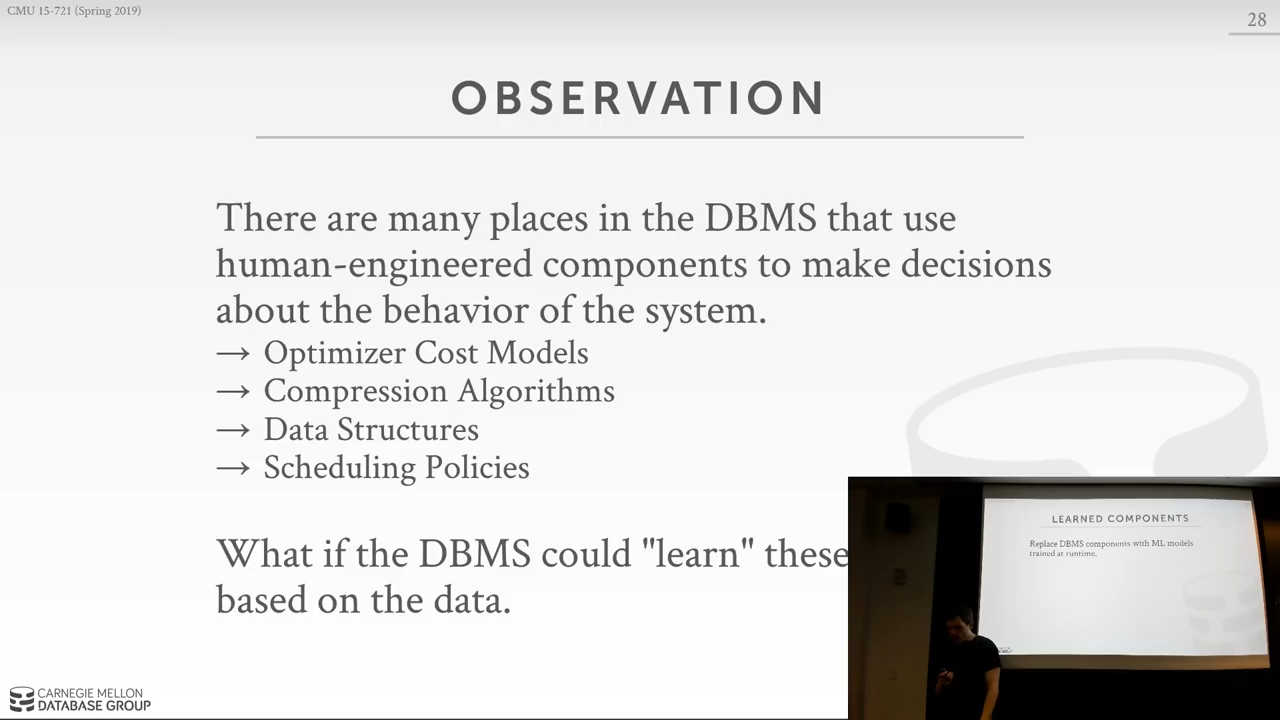 CMU 15-721 (Spring 2019)
28
OBSERVATION
There are many places in the DBMS that use
human-engineered components to make decisions
about the behavior of the system.
→ Optimizer Cost Models
→ Compression Algorithms
→ Data Structures
→ Scheduling Policies
What if the DBMS could "learn" these
based on the data.
LEARNED COMPONENTS
Replace DBMS components with ML models
trained at runtime.
CARNEGIE MELLON
DATABASE GROUP